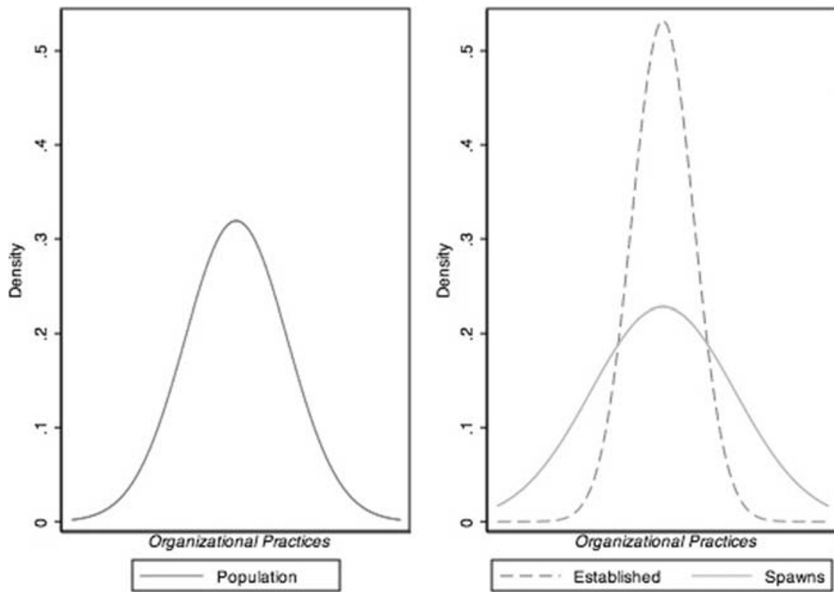 .5
.4
.3
.2
.1
0
Density
Organizational Practices
Population
.5
.4
.3
.2
.1
0
Density
Organizational Practices
Established Spawns